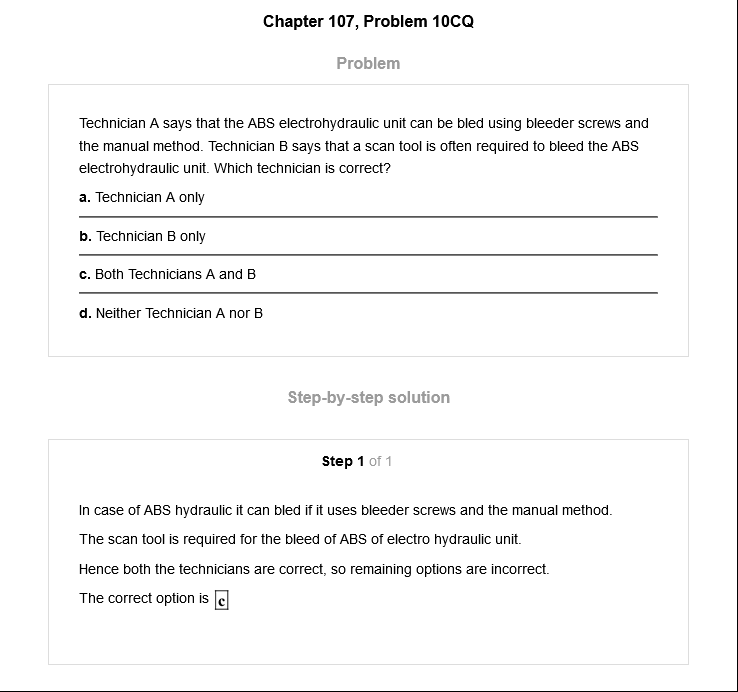 Chapter 107, Problem 10CQ
Problem
Technician A says that the ABS electrohydraulic unit can be bled using bleeder screws and
the manual method. Technician B says that a scan tool is often required to bleed the ABS
electrohydraulic unit. Which technician is correct?
a. Technician A only
b. Technician B only
c. Both Technicians A and B
d. Neither Technician A nor B
Step-by-step solution
Step 1 of 1
In case of ABS hydraulic it can bled if it uses bleeder screws and the manual method.
The scan tool is required for the bleed of ABS of electro hydraulic unit.
Hence both the technicians are correct, so remaining options are incorrect.
The correct option is c